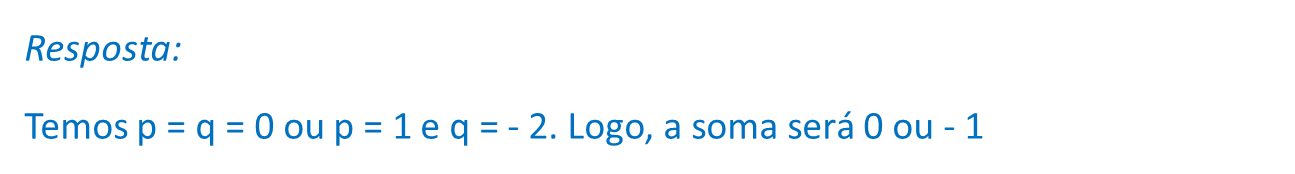 Resposta:
Temos p = q = 0 ou p = 1 e q = - 2. Logo, a soma será 0 ou - 1